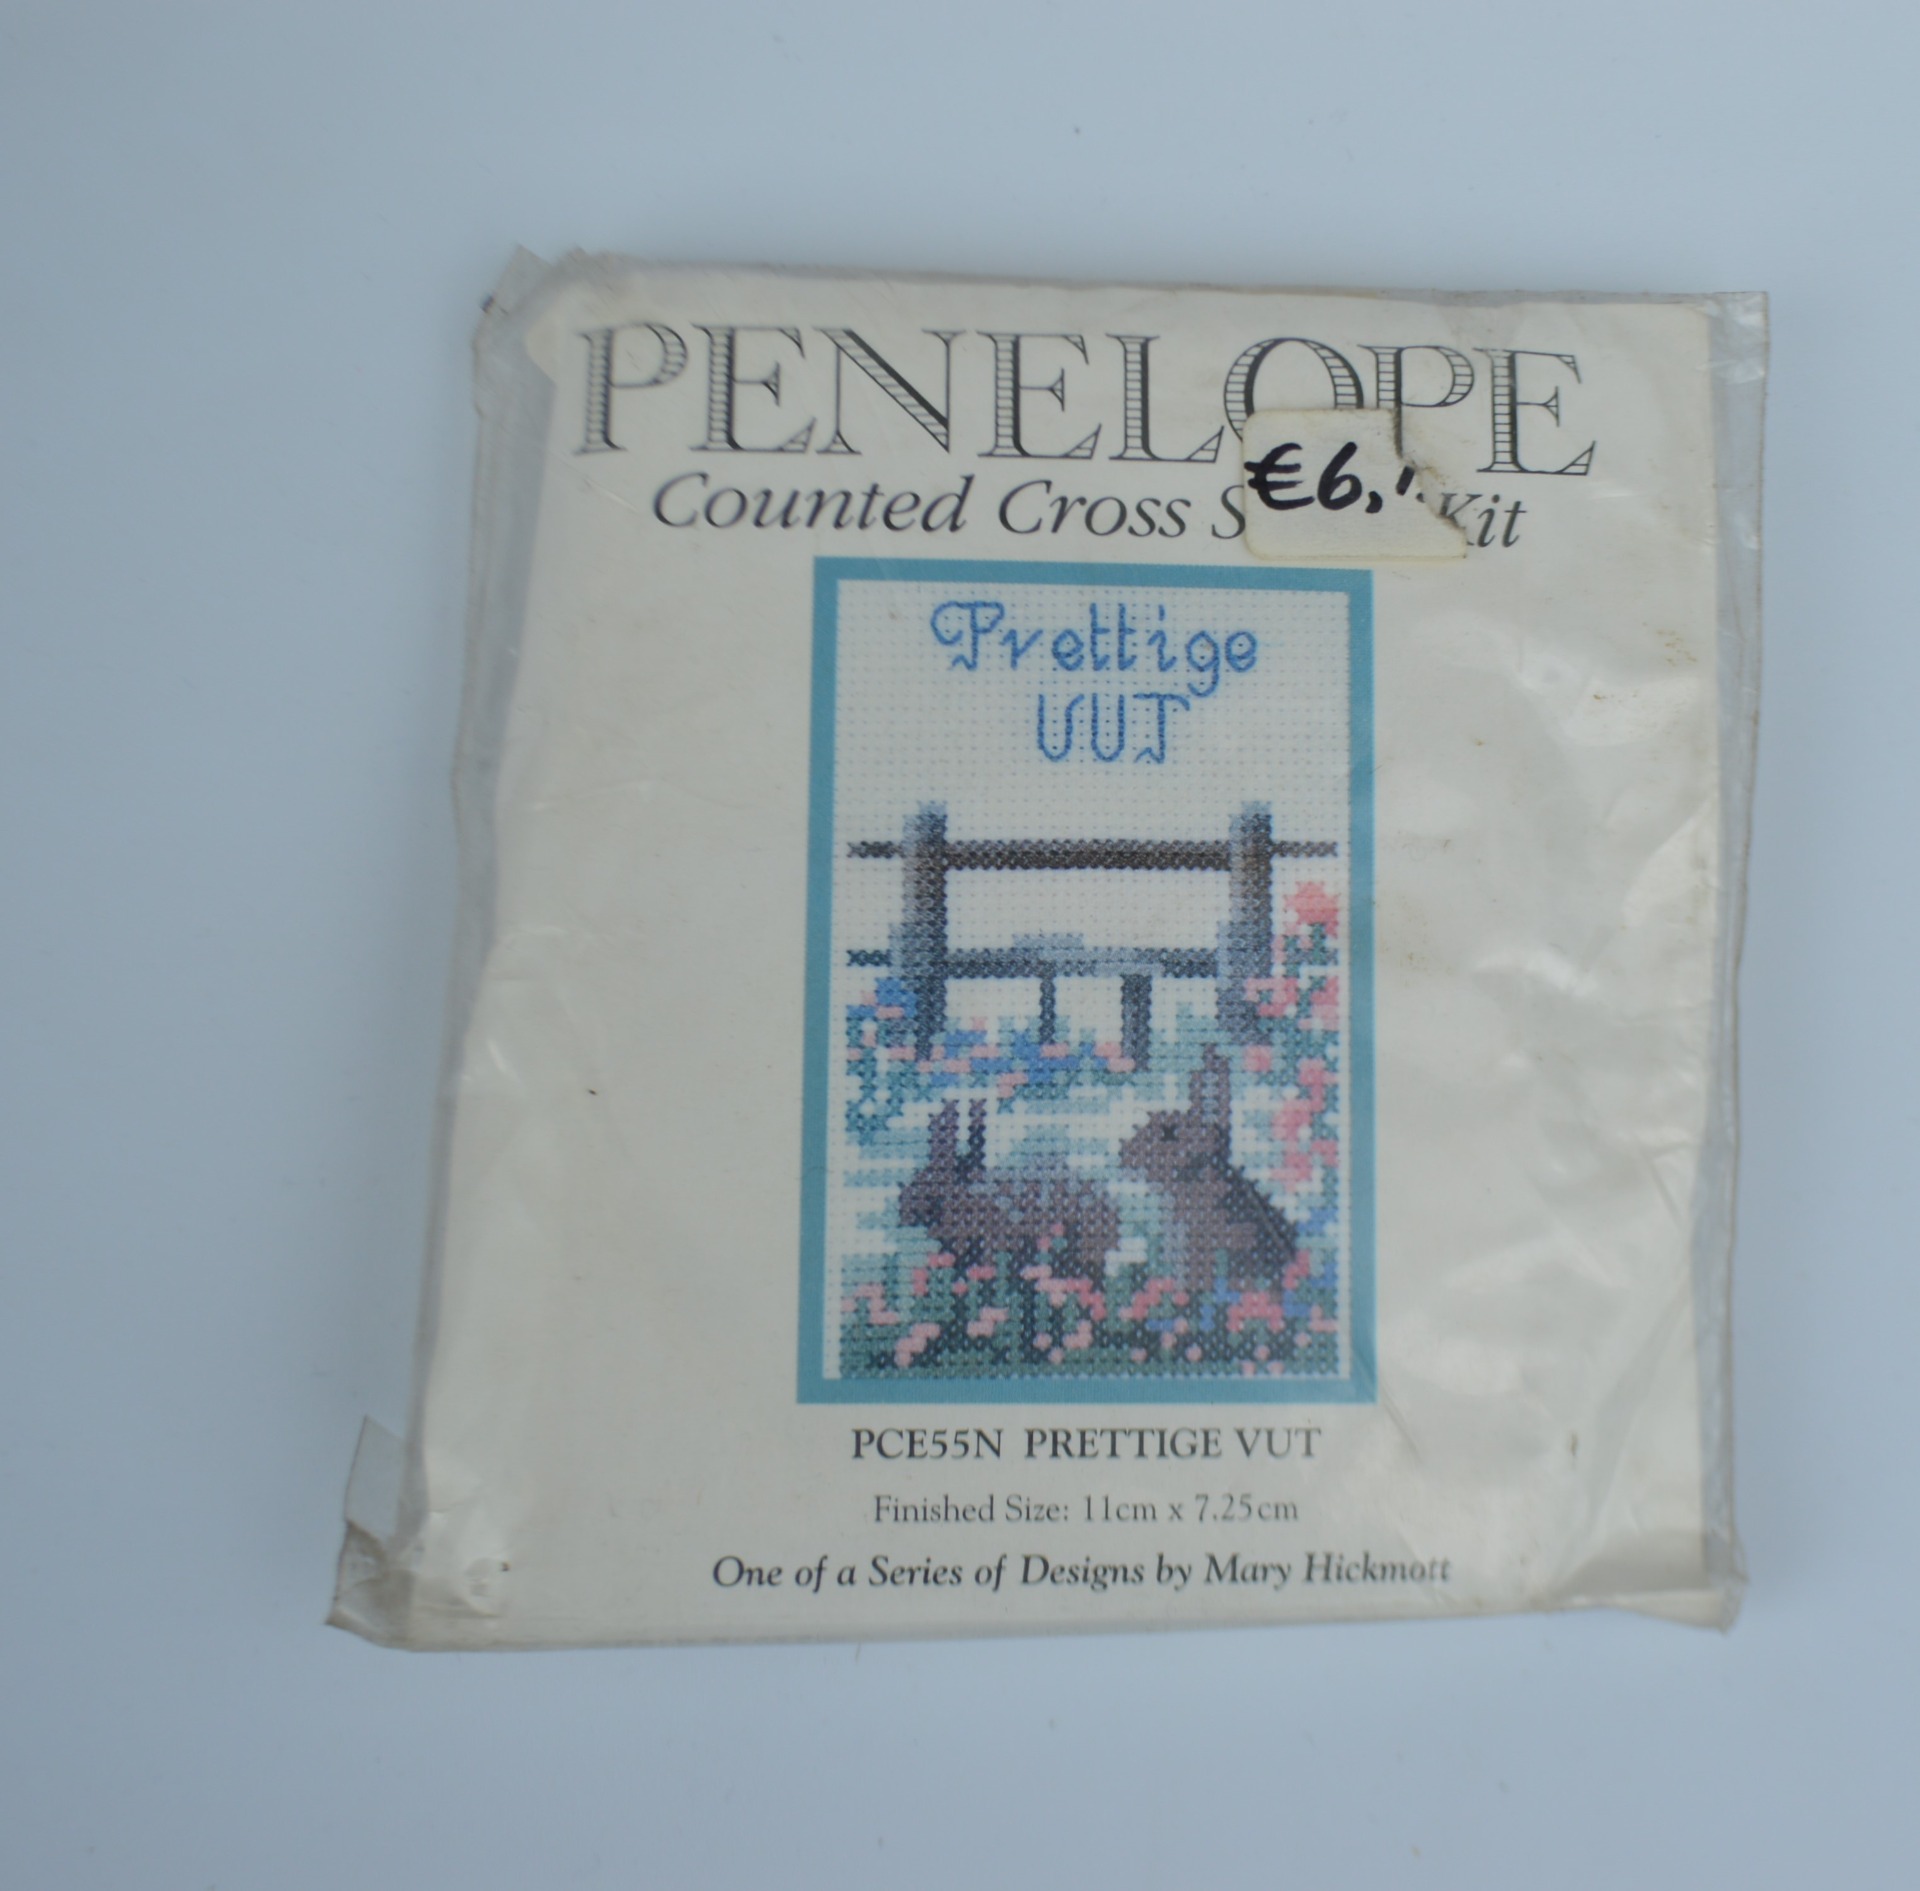 PENELOPE
Counted Cross Kit
€6,
Prettige
VUT
PCE55N PRETTIGE VUT
Finished Size: 11cm x 7.25cm
One of a Series of Designs by Mary Hickmott